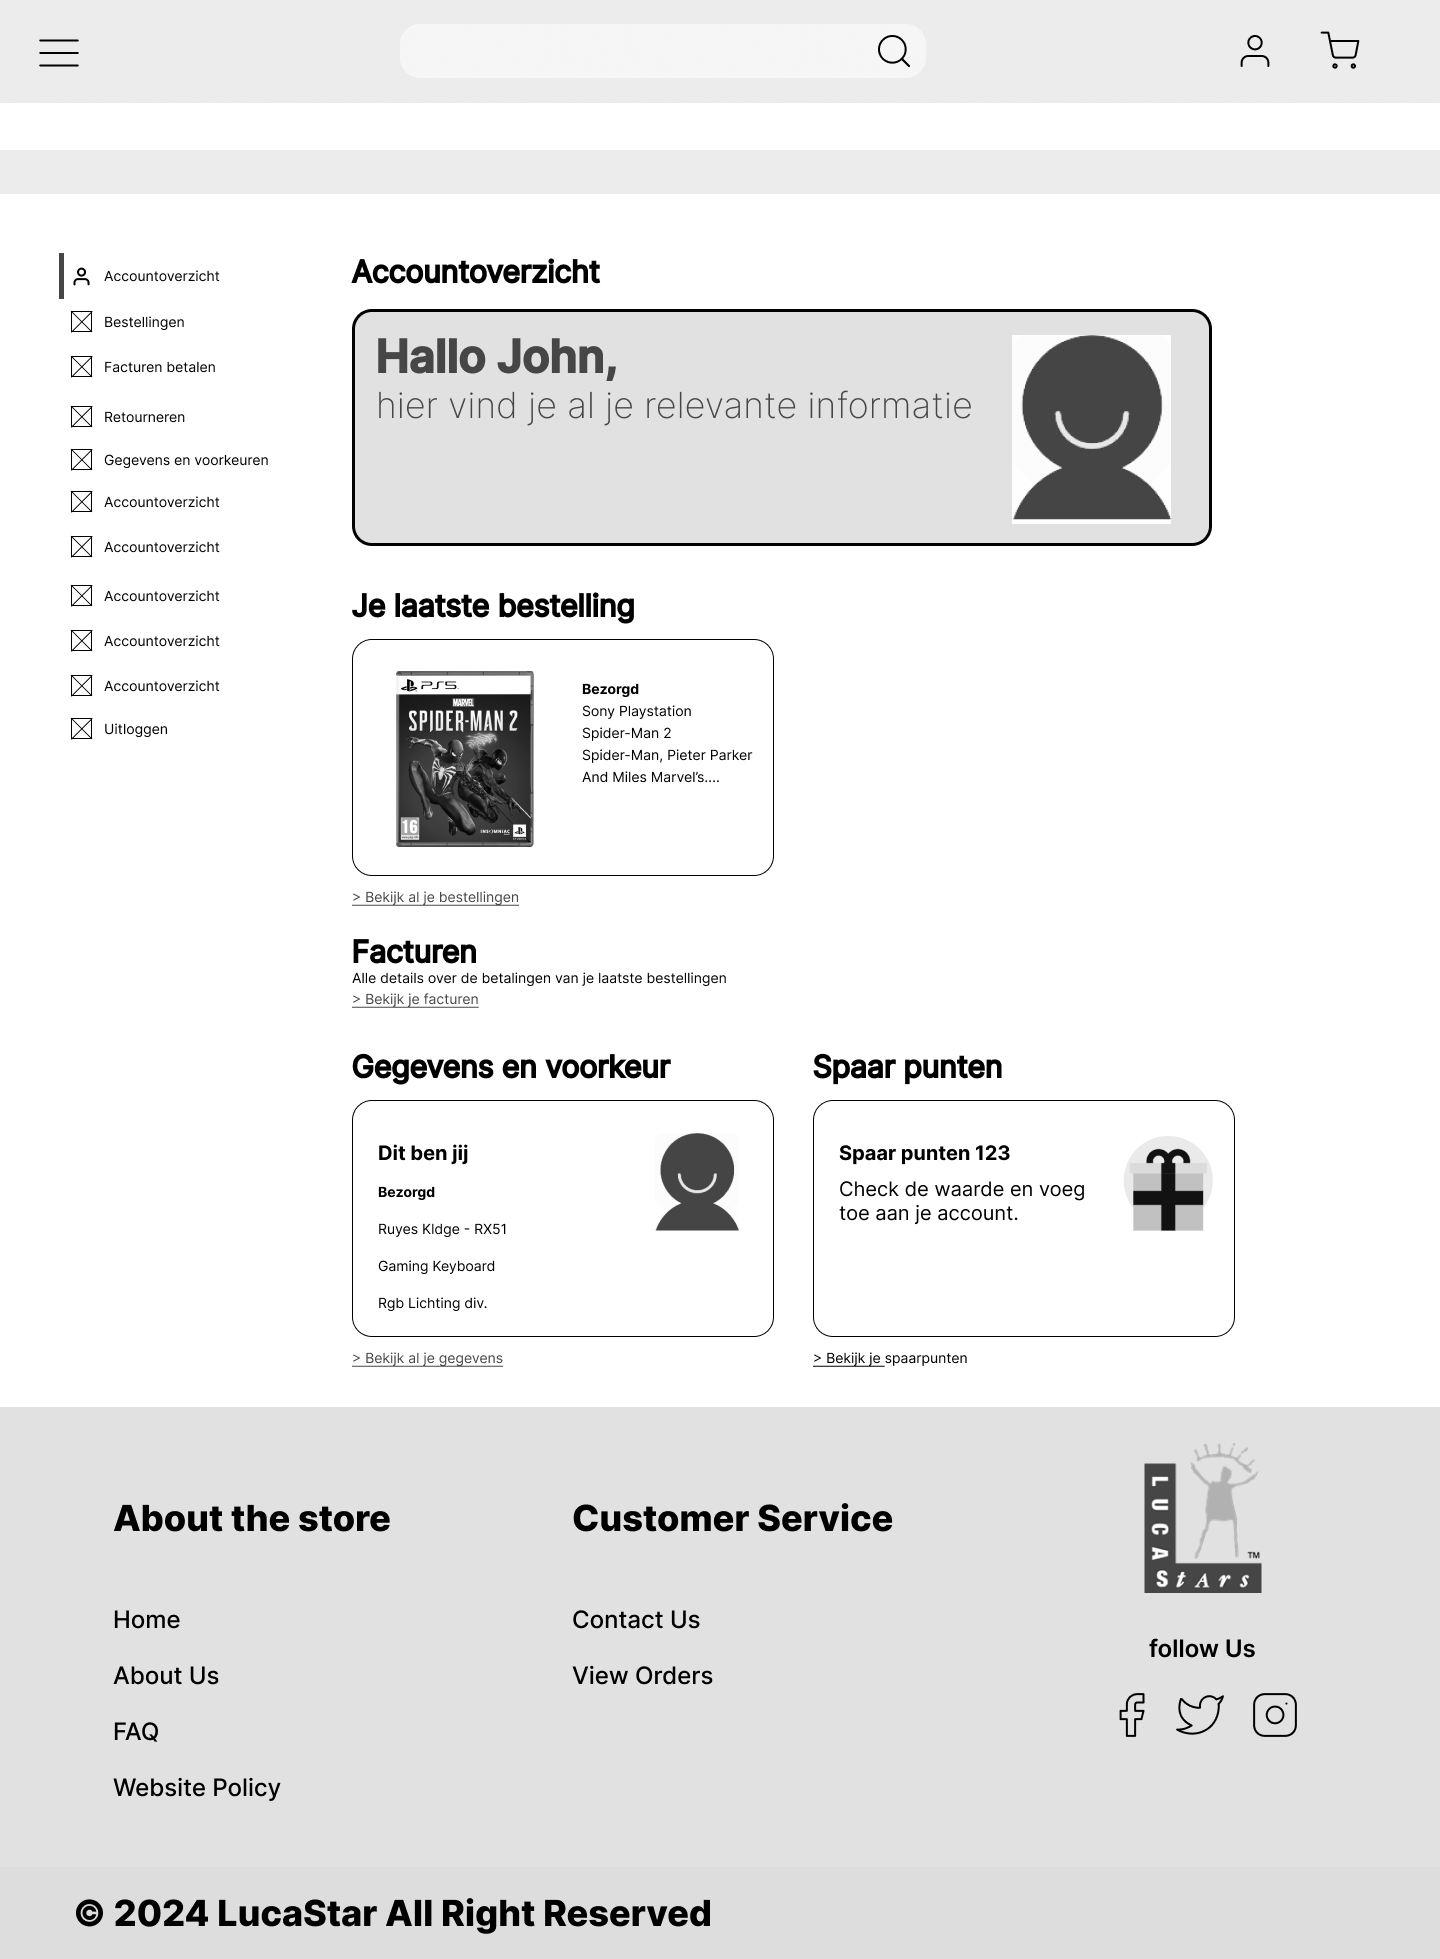 Accountoverzicht
Bestellingen
Facturen betalen
Retourneren
Gegevens en voorkeuren
Accountoverzicht
Accountoverzicht
Accountoverzicht
Accountoverzicht
Accountoverzicht
Uitloggen
Accountoverzicht
Hallo John,
hier vind je al je relevante informatie
Je laatste bestelling
PS5
MARVEL
SPIDER-MAN 2
16
INSOMNIAC
Bezorgd
Sony Playstation
Spider-Man 2
Spider-Man, Pieter Parker
And Miles Marvel's....
> Bekijk al je bestellingen
Facturen
Alle details over de betalingen van je laatste bestellingen
> Bekijk je facturen
Gegevens en voorkeur
Dit ben jij
Bezorgd
Ruyes Kldge - RX51
Gaming Keyboard
Rgb Lichting div.
> Bekijk al je gegevens
Spaar punten
Spaar punten 123
Check de waarde en voeg
toe aan je account.
> Bekijk je spaarpunten
About the store
Home
About Us
FAQ
Website Policy
Customer Service
Contact Us
View Orders
LUCAStArs
TM
follow Us
© 2024 LucaStar All Right Reserved